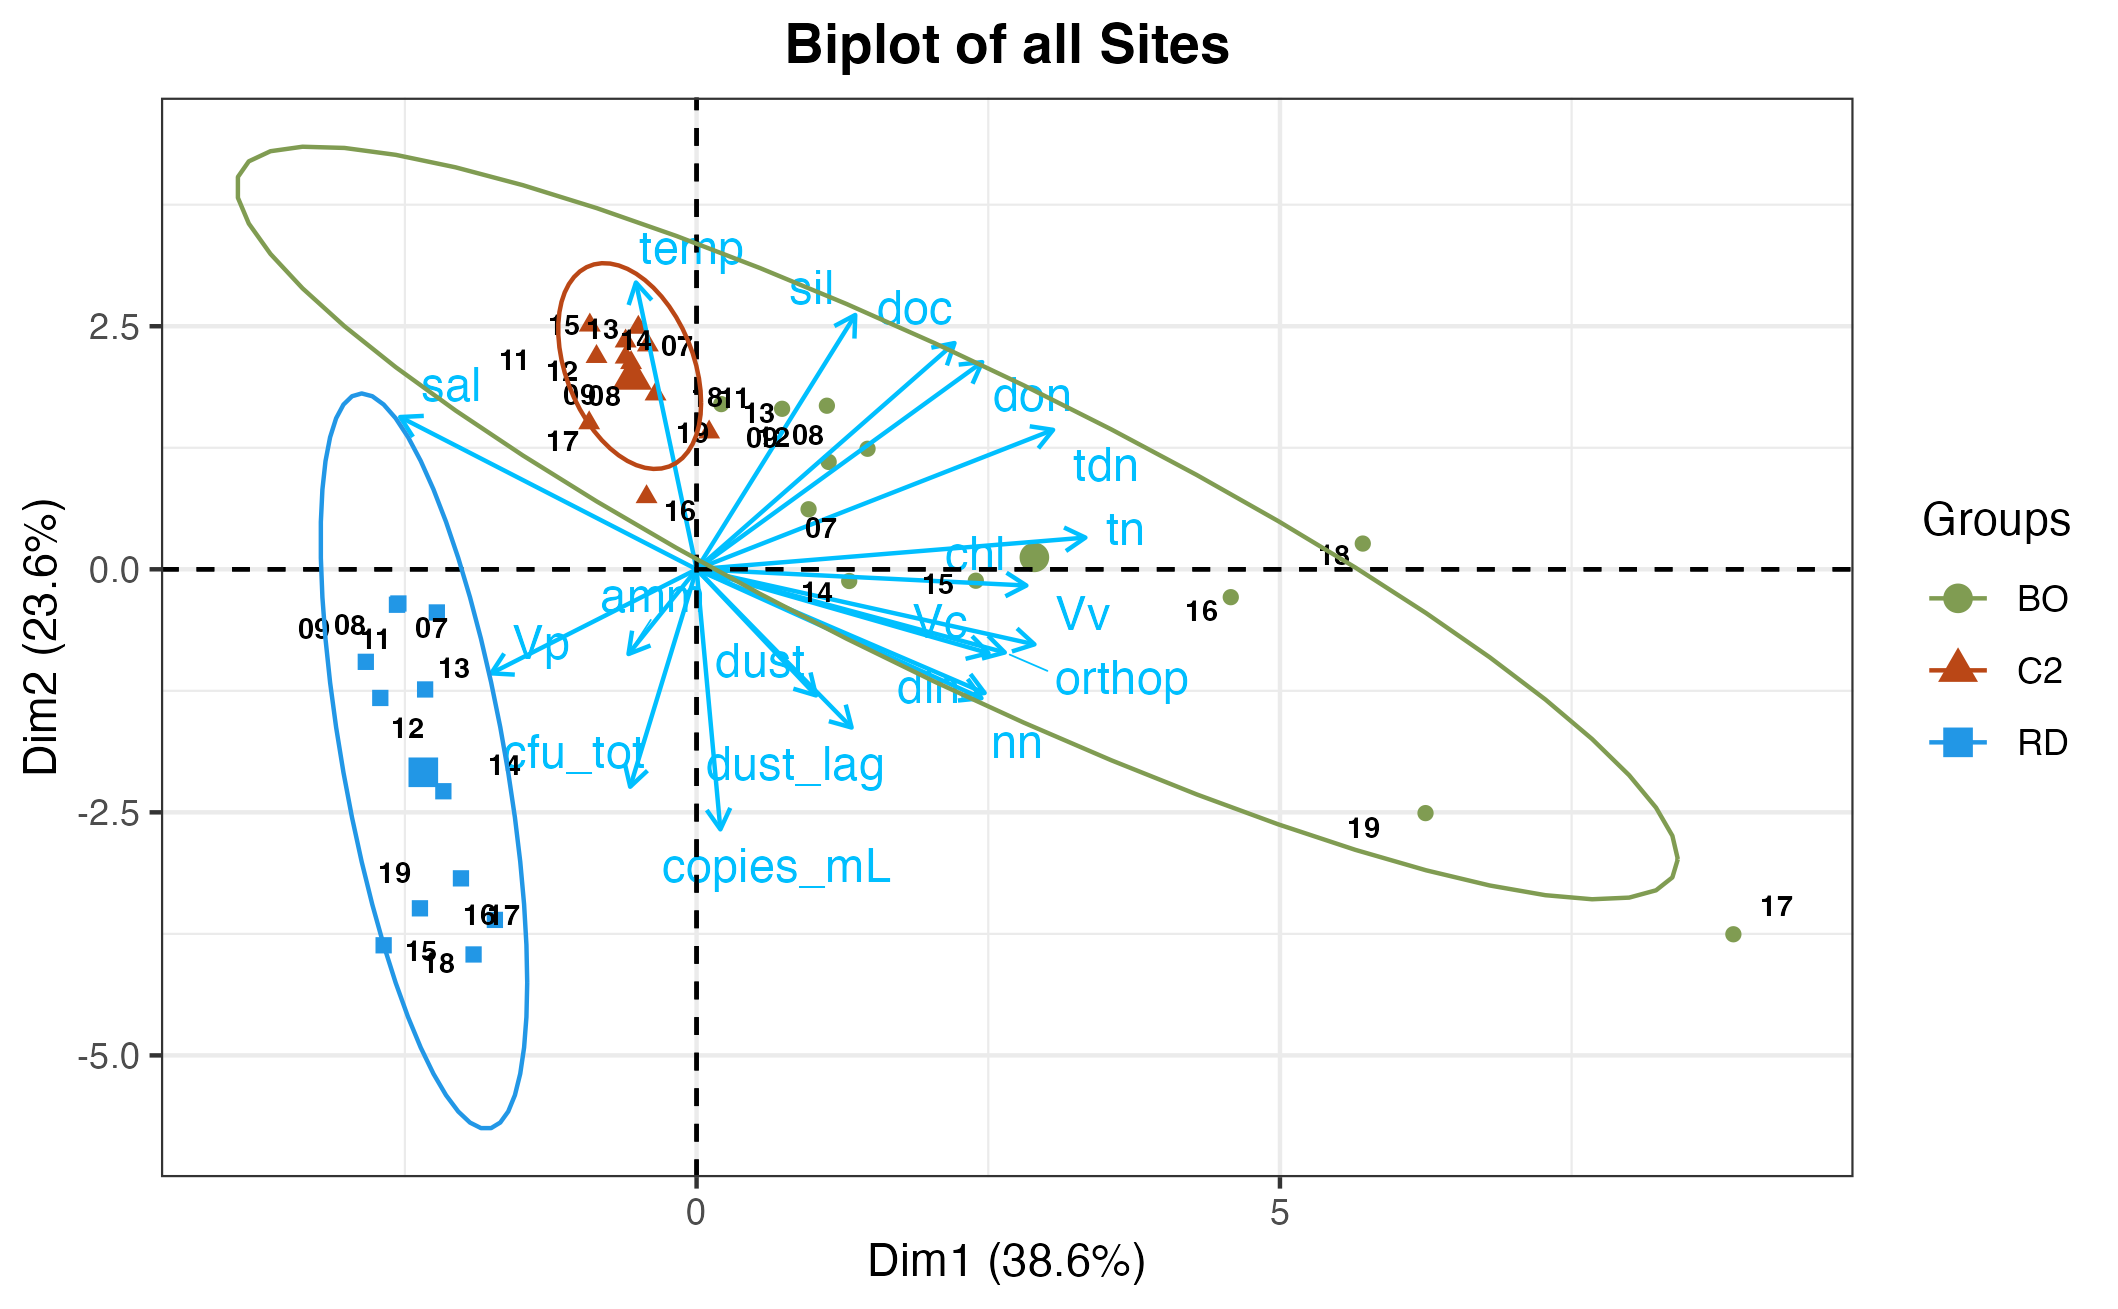 Biplot of all Sites
temp
sil
doc
2.5
15
13
14
07
11
12
sal
09
08
8
11
don
13
17
19
09
12
08
tdn
16
07
tn
chl
18
0.0
14
15
amn
Vc
Vv
16
09
08
11
07
Vp
13
dust
din
orthop
12
14
cfu_tot
dust_lag
nn
-2.5
19
19
copies_mL
16
17
17
15
18
-5.0
0
5
Dim1 (38.6%)
Dim2 (23.6%)
Groups
BO
C2
RD